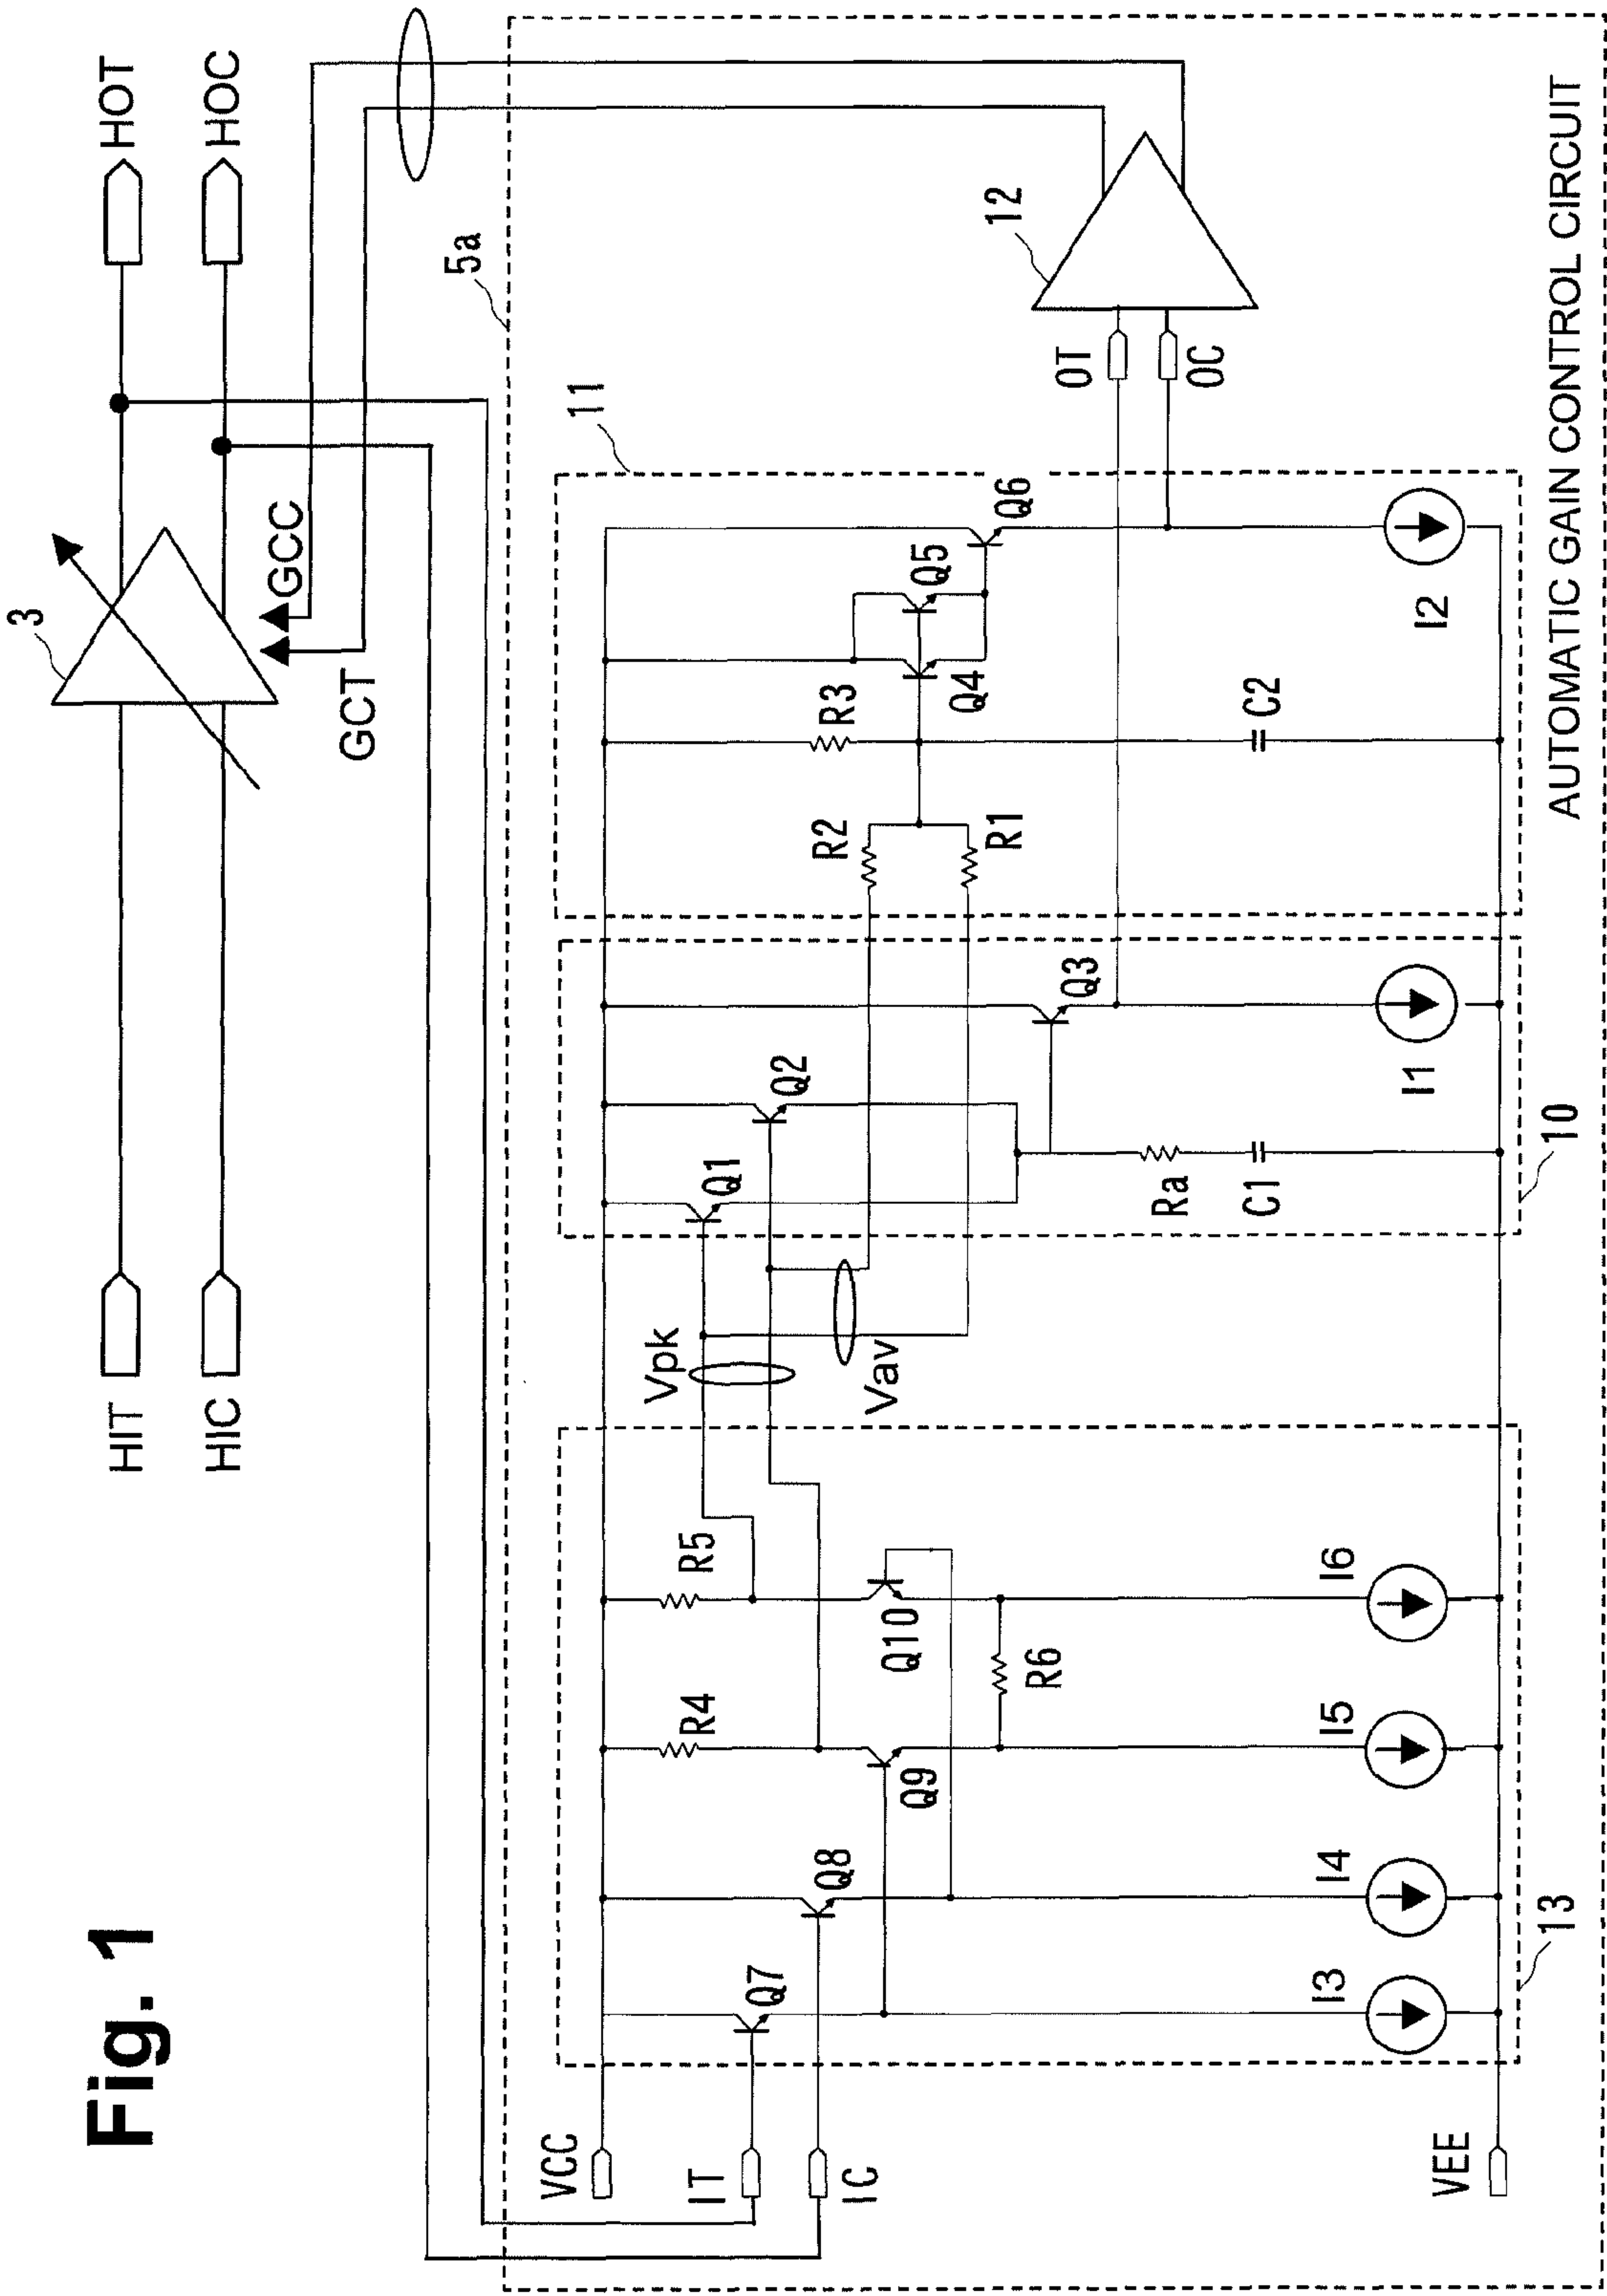 Fig. 1
HIT
HIC
3
HOT
HOC
GCC
GCT
5a
VCC
IT
IC
VEE
Q7
Q8
R4
R5
Q9
Q10
R6
I3
I4
I5
I6
13
Vpk
Vav
Q1
Q2
Q3
Ra
C1
I1
10
R2
R1
R3
Q4
Q5
Q6
C2
I2
11
OT
OC
12
AUTOMATIC GAIN CONTROL CIRCUIT